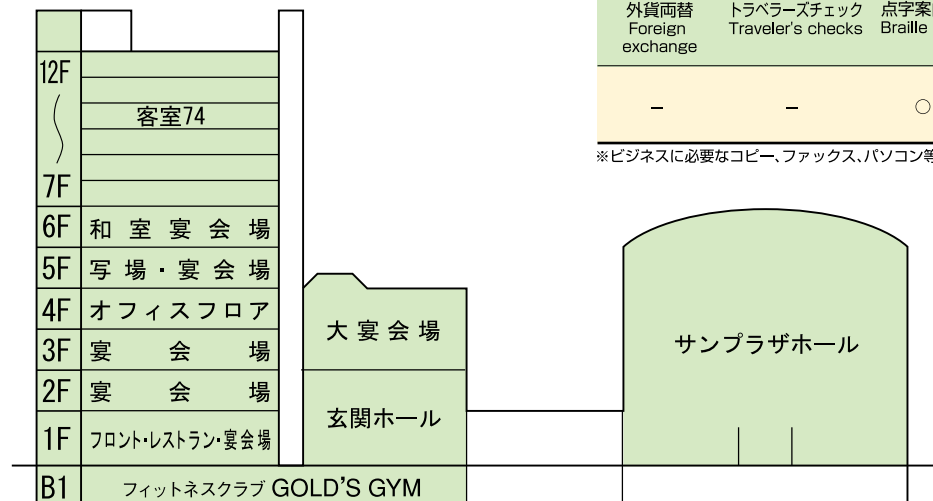 外貨両替 トラベラーズチェック 点字案
Foreign Traveler's checks Braille
exchange
− − ○
※ビジネスに必要なコピー、ファックス、パソコン等
12F
客室74
7F
6F 和室宴会場
5F 写場・宴会場
4F オフィスフロア
3F 宴会場
2F 宴会場
1F フロント・レストラン・宴会場
B1 フィットネスクラブ GOLD'S GYM
大宴会場
玄関ホール
サンプラザホール